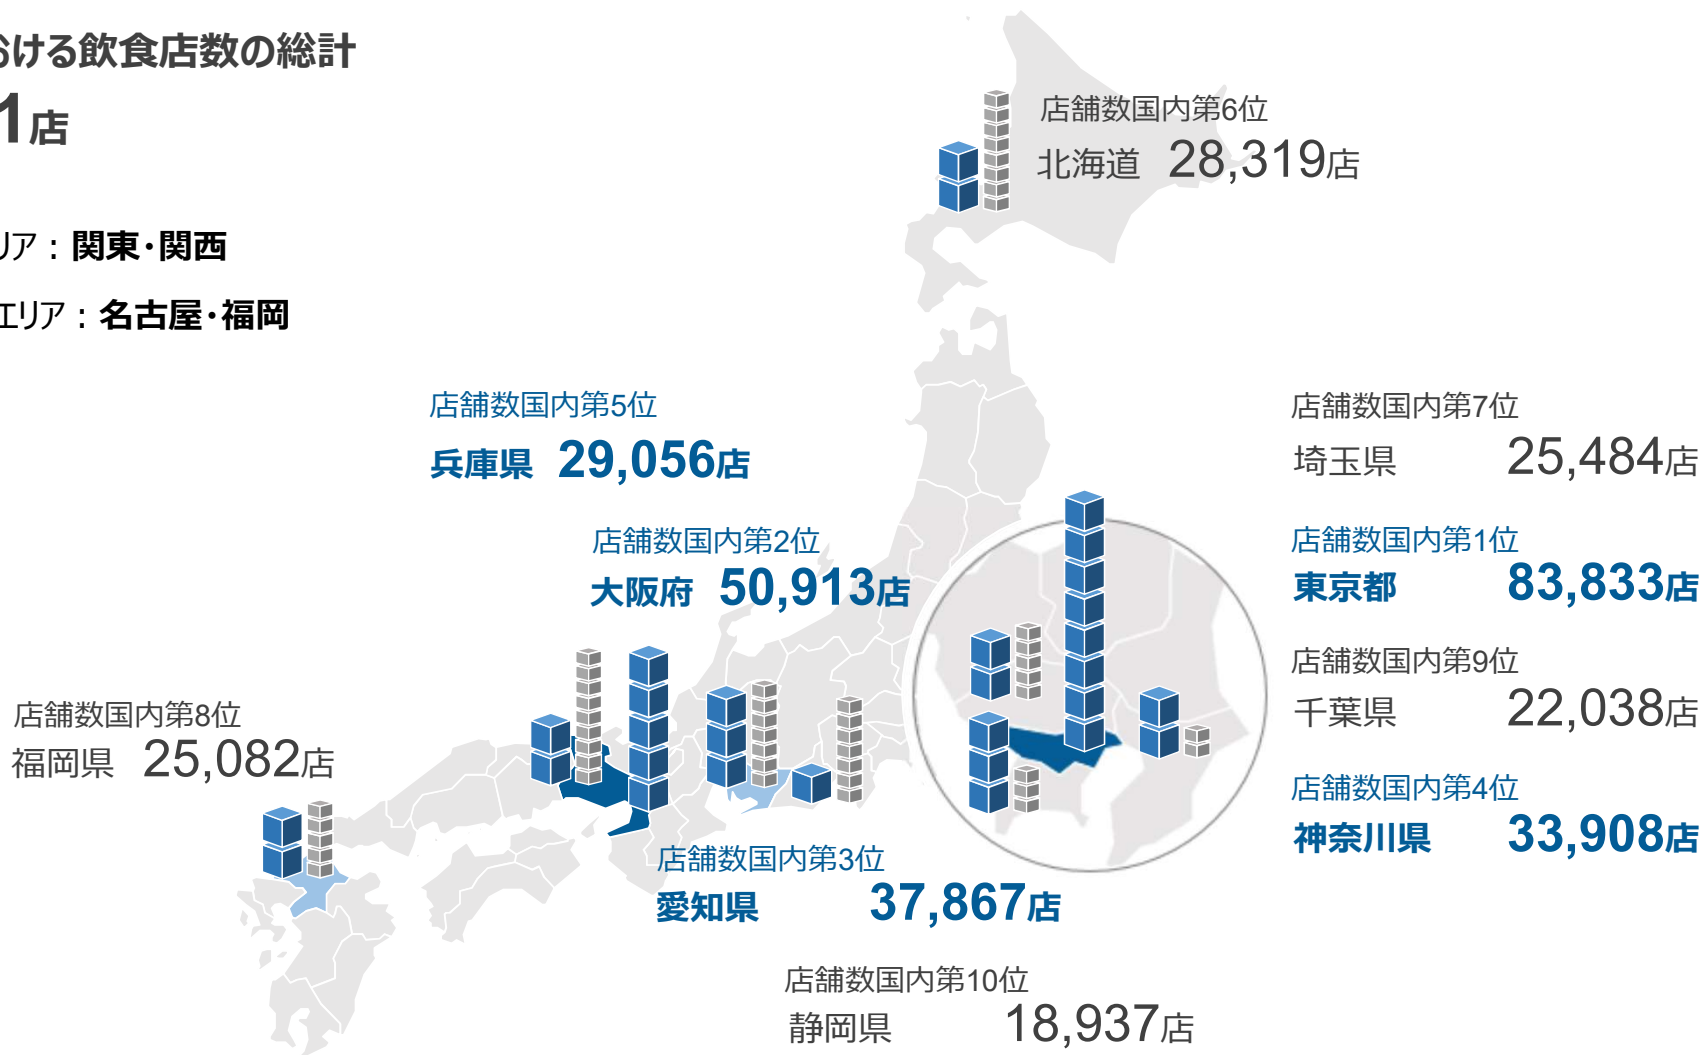 おける飲食店数の総計
1店
リア：関東・関西
エリア：名古屋・福岡
店舗数国内第6位
北海道 28,319店
店舗数国内第5位
兵庫県 29,056店
店舗数国内第7位
埼玉県 25,484店
店舗数国内第2位
大阪府 50,913店
店舗数国内第1位
東京都 83,833店
店舗数国内第9位
千葉県 22,038店
店舗数国内第8位
福岡県 25,082店
店舗数国内第4位
神奈川県 33,908店
店舗数国内第3位
愛知県 37,867店
店舗数国内第10位
静岡県 18,937店